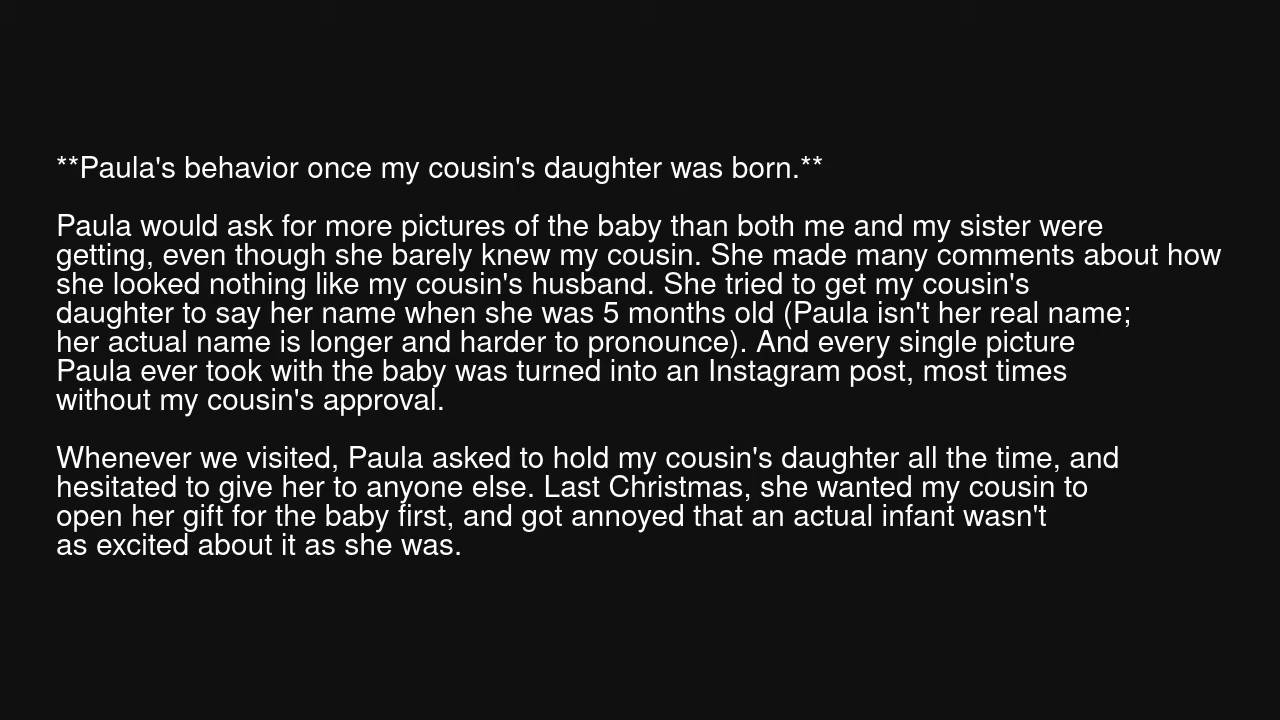 **Paula's behavior once my cousin's daughter was born.**
Paula would ask for more pictures of the baby than both me and my sister were
getting, even though she barely knew my cousin. She made many comments about how
she looked nothing like my cousin's husband. She tried to get my cousin's
daughter to say her name when she was 5 months old (Paula isn't her real name;
her actual name is longer and harder to pronounce). And every single picture
Paula ever took with the baby was turned into an Instagram post, most times
without my cousin's approval.
Whenever we visited, Paula asked to hold my cousin's daughter all the time, and
hesitated to give her to anyone else. Last Christmas, she wanted my cousin to
open her gift for the baby first, and got annoyed that an actual infant wasn't
as excited about it as she was.